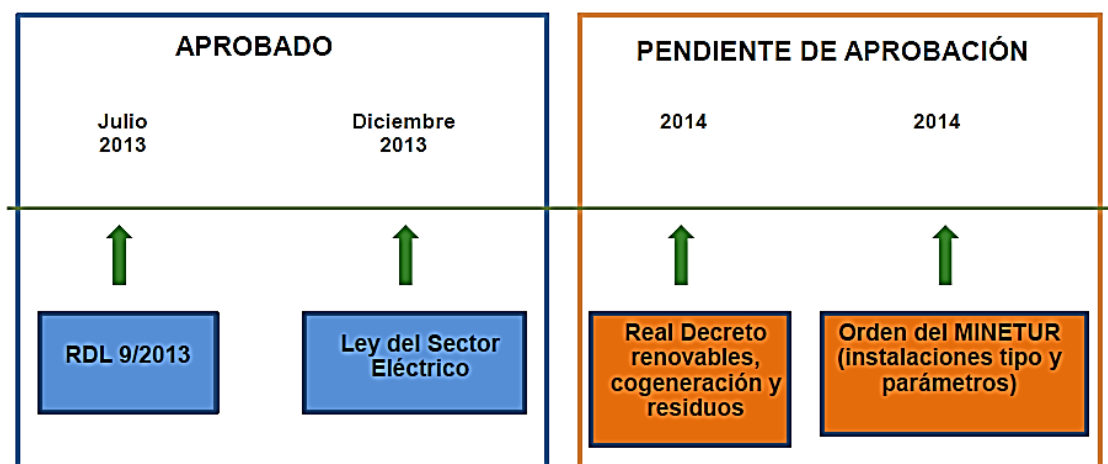 APROBADO
Julio
2013
Diciembre
2013
RDL 9/2013
Ley del Sector
Eléctrico
PENDIENTE DE APROBACIÓN
2014
2014
Real Decreto
renovables,
cogeneración y
residuos
Orden del MINETUR
(instalaciones tipo y
parámetros)